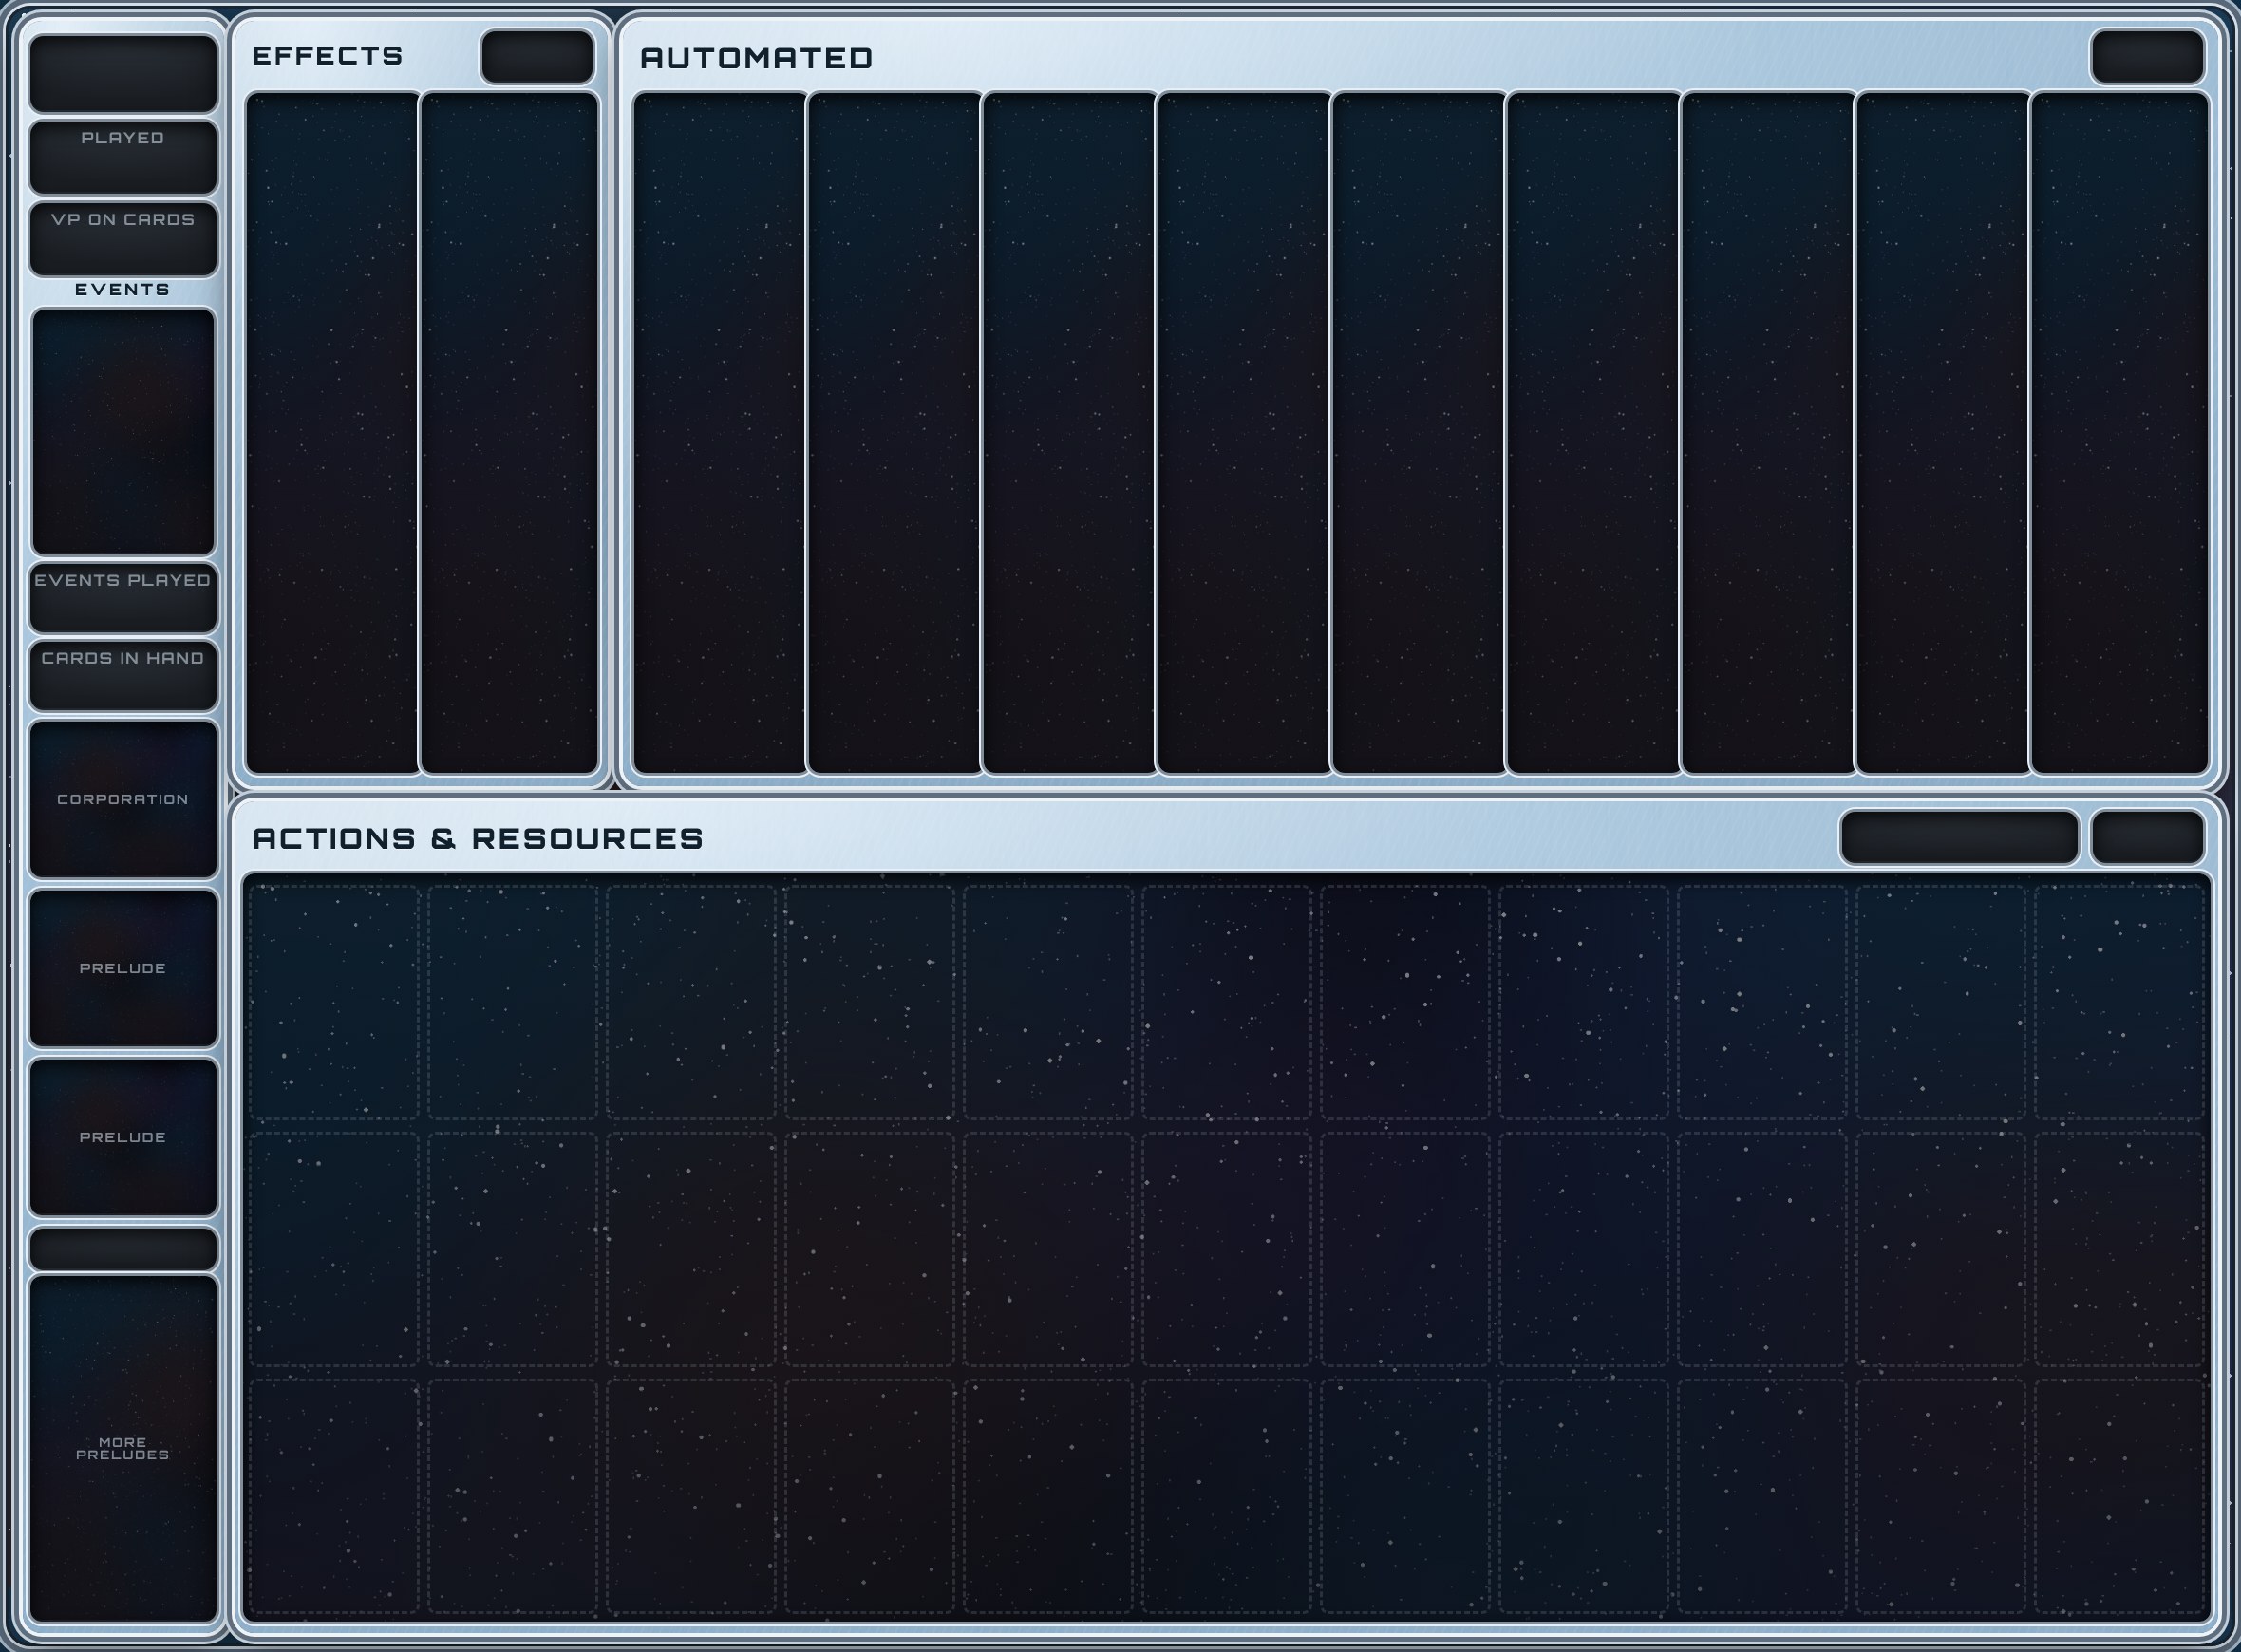 PLAYED
VP ON CARDS
EVENTS
EVENTS PLAYED
CARDS IN HAND
CORPORATION
PRELUDE
PRELUDE
MORE
PRELUDES
EFFECTS
AUTOMATED
ACTIONS & RESOURCES